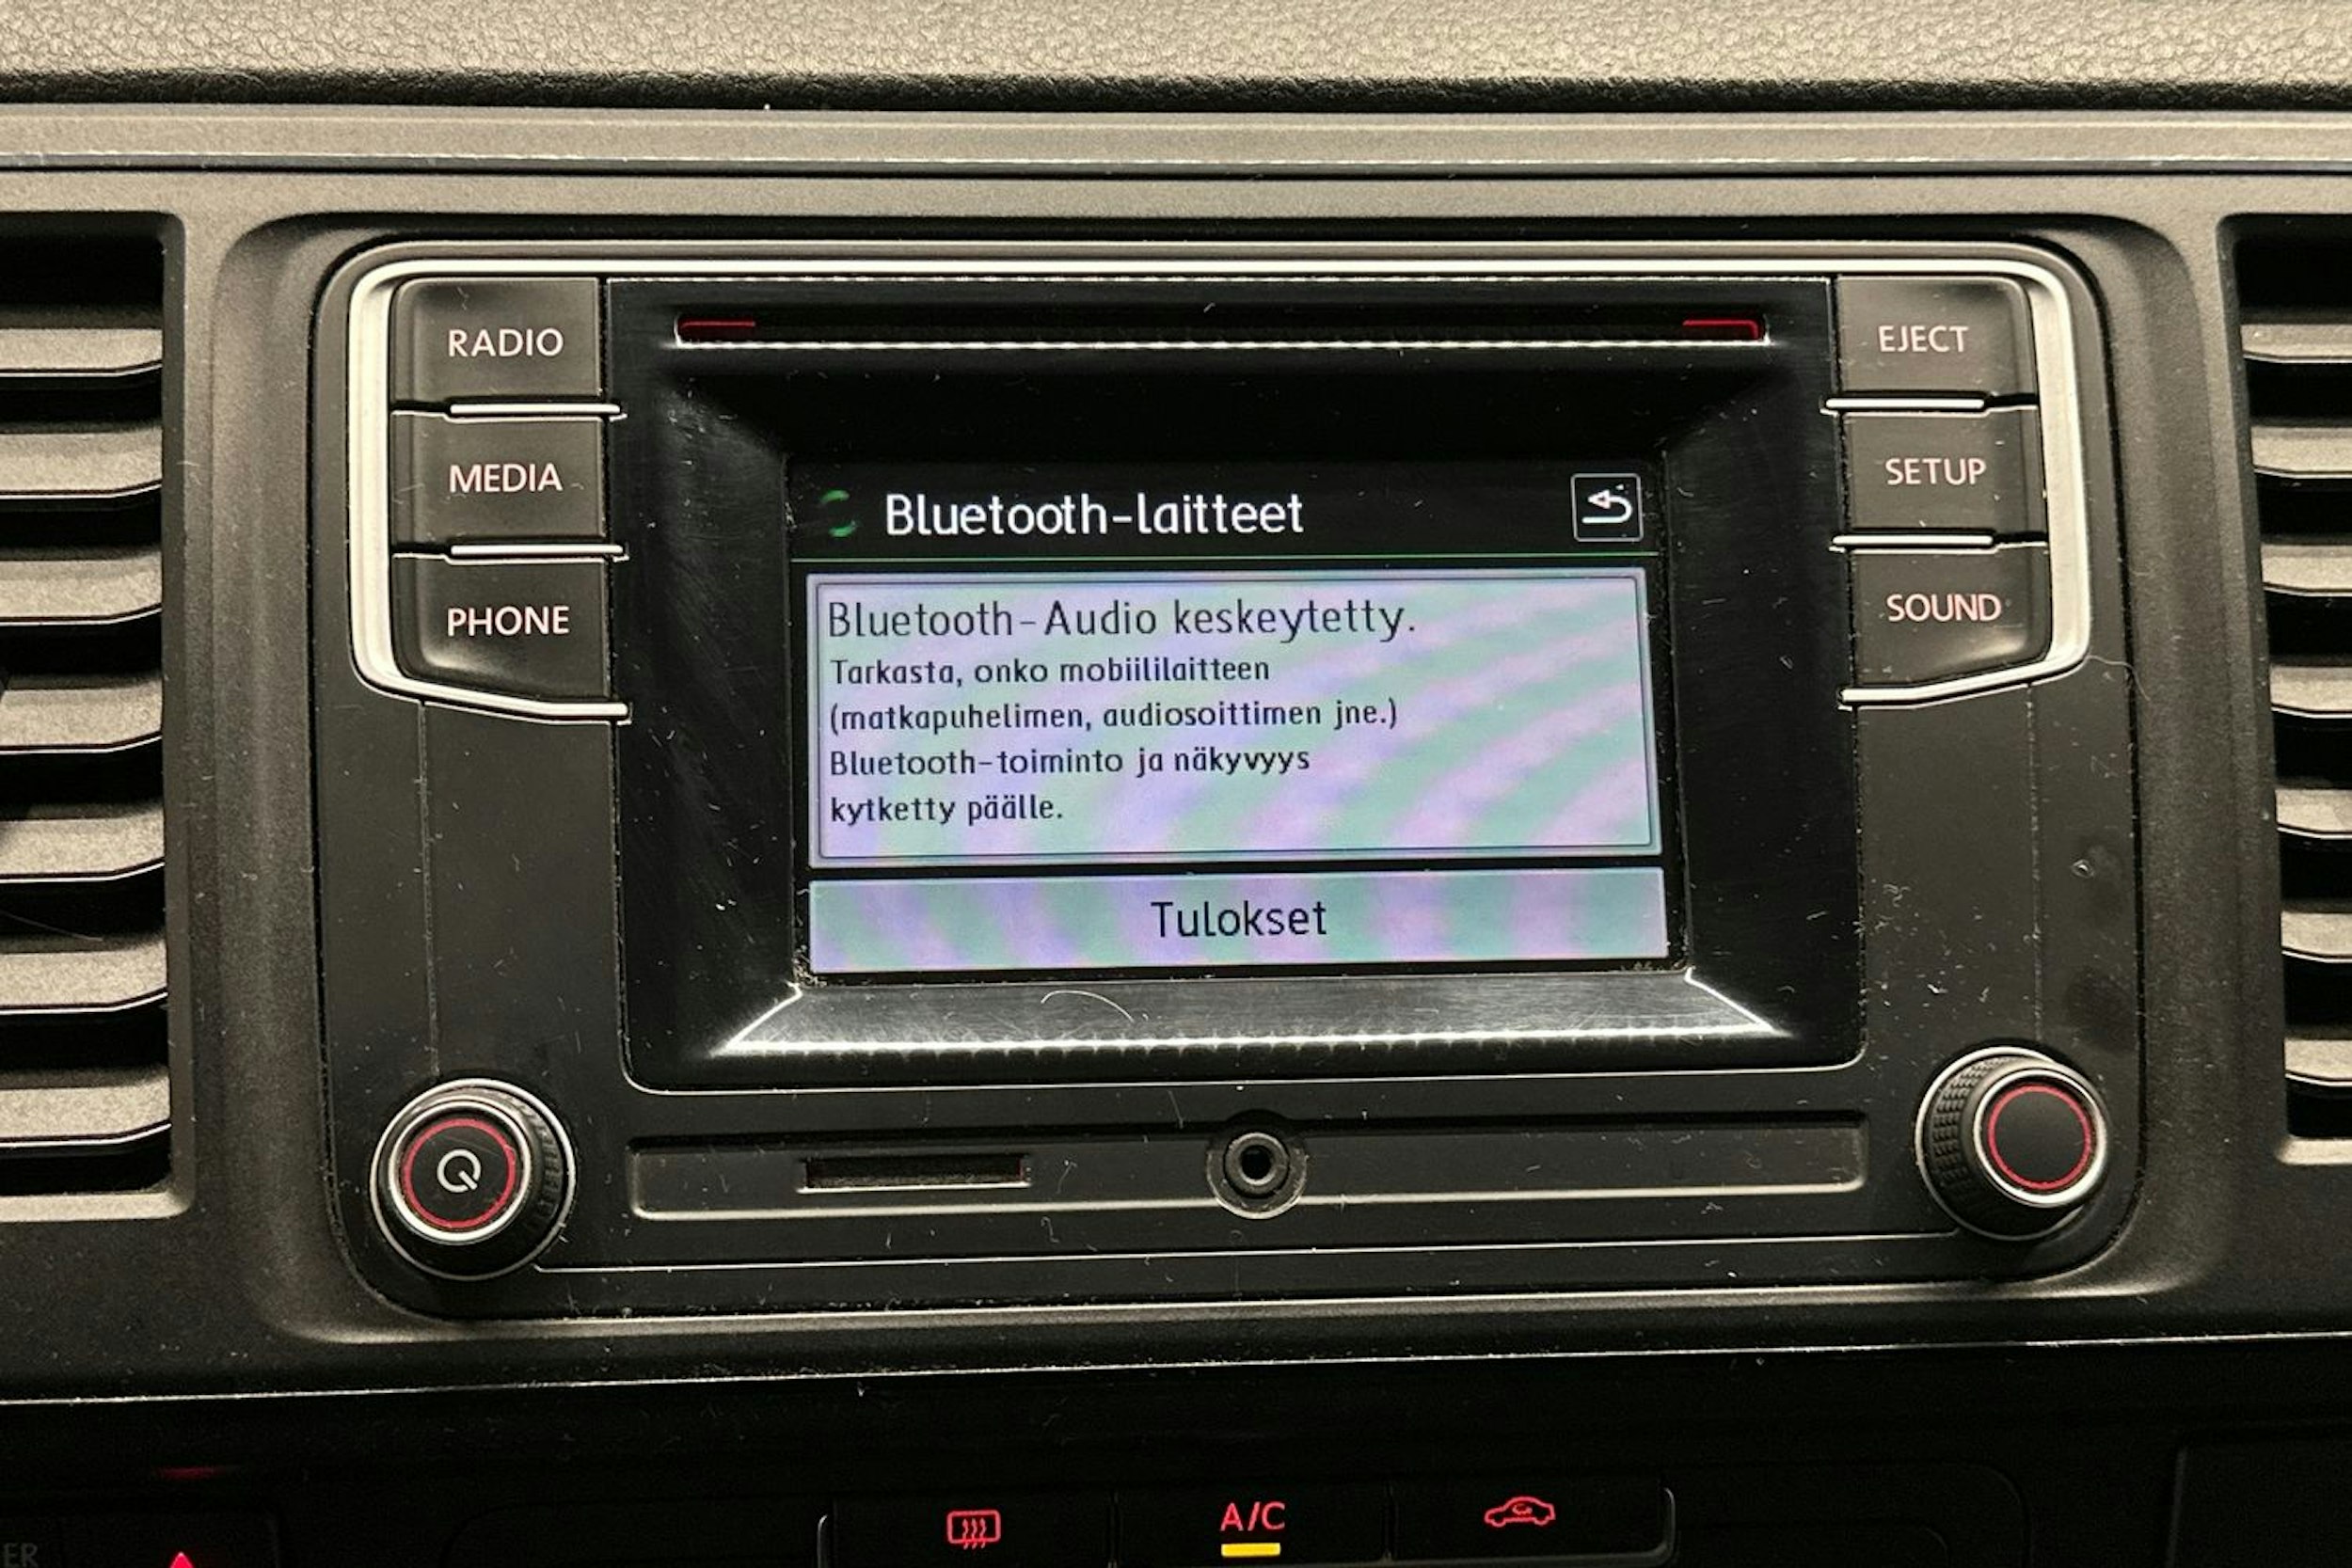 RADIO
MEDIA
PHONE
EJECT
SETUP
SOUND
Bluetooth-laitteet
Bluetooth-Audio keskeytetty.
Tarkasta, onko mobiililaitteen
(matkapuhelimen, audiosoittimen jne.)
Bluetooth-toiminto ja näkyvyys
kytketty päälle.
Tulokset
A/C